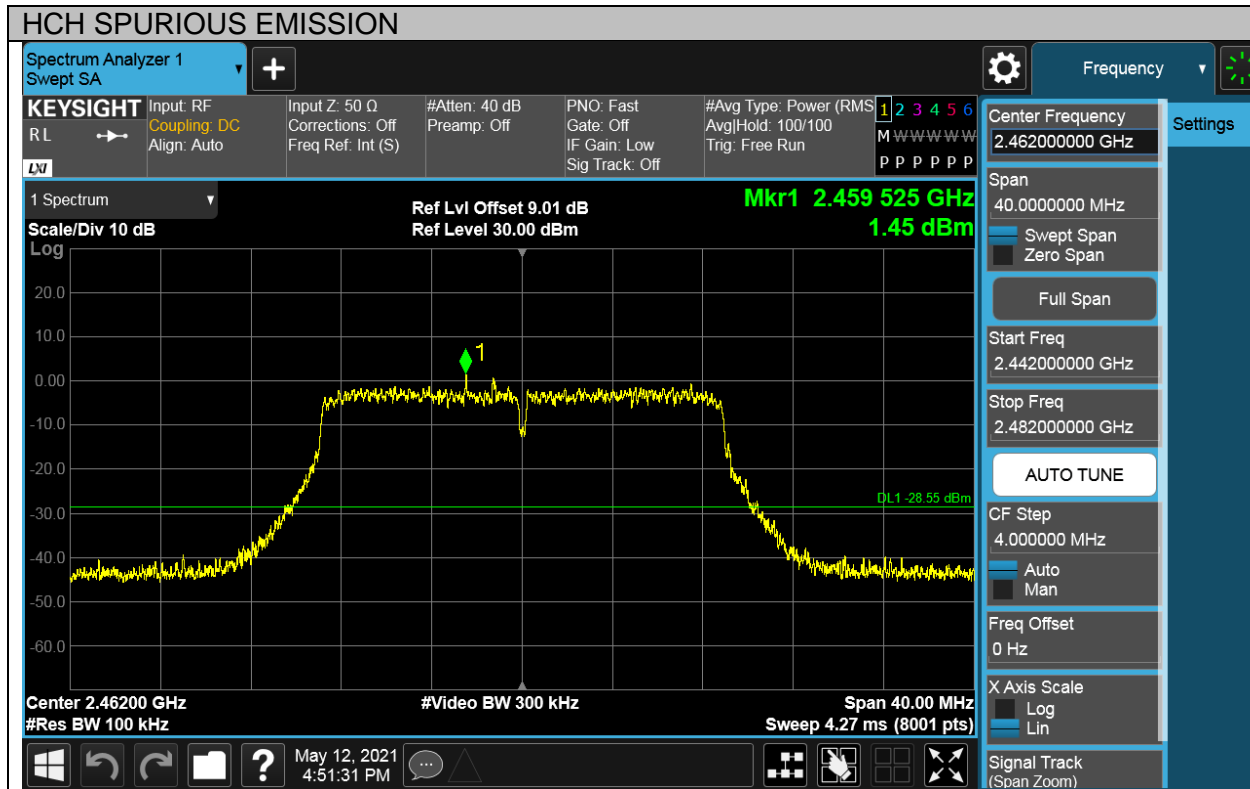 HCH SPURIOUS EMISSION
Spectrum Analyzer 1
Swept SA
Frequency
KEYSIGHT
R L
LXI
Input: RF
Coupling: DC
Align: Auto
Input Z: 50 Ω
Corrections: Off
Freq Ref: Int (S)
#Atten: 40 dB
Preamp: Off
PNO: Fast
Gate: Off
IF Gain: Low
Sig Track: Off
#Avg Type: Power (RMS
Avg|Hold: 100/100
Trig: Free Run
1 2 3 4 5 6
M W W W W W
P P P P P P
1 Spectrum
Scale/Div 10 dB
Ref Lvl Offset 9.01 dB
Ref Level 30.00 dBm
Mkr1 2.459 525 GHz
1.45 dBm
Log
20.0
10.0
0.00
-10.0
-20.0
-30.0
-40.0
-50.0
-60.0
1
DL1 -28.55 dBm
Center 2.46200 GHz
#Res BW 100 kHz
#Video BW 300 kHz
Span 40.00 MHz
Sweep 4.27 ms (8001 pts)
Center Frequency
2.462000000 GHz
Settings
Span
40.0000000 MHz
Swept Span
Zero Span
Full Span
Start Freq
2.442000000 GHz
Stop Freq
2.482000000 GHz
AUTO TUNE
CF Step
4.000000 MHz
Auto
Man
Freq Offset
0 Hz
X Axis Scale
Log
Lin
Signal Track
(Span Zoom)
?
May 12, 2021
4:51:31 PM